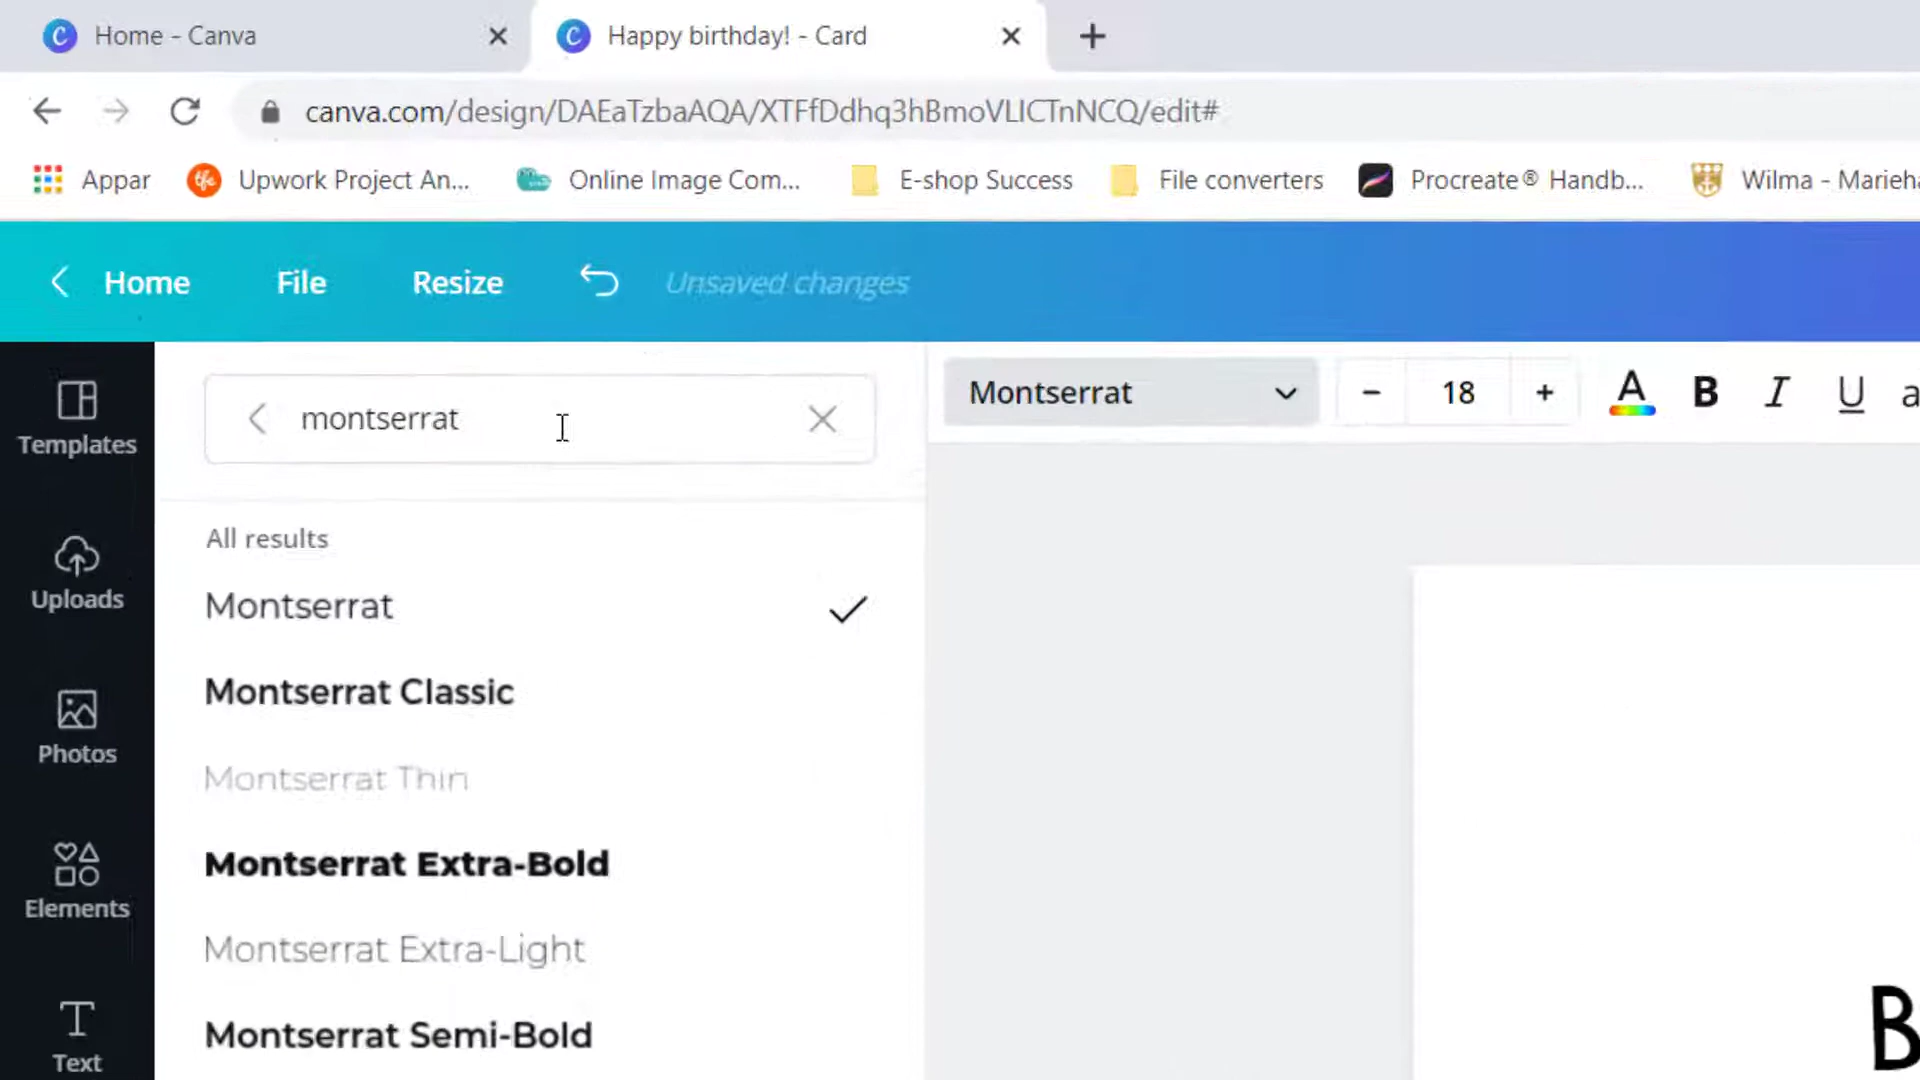 Home - Canva
Happy birthday! - Card
canva.com/design/DAEaTzbaAQA/XTFfDdhq3hBmoVLICTnNCQ/edit#
Appar
Upwork Project An...
Online Image Com...
E-shop Success
File converters
Procreate® Handb...
Wilma - Marieha
Home
File
Resize
Unsaved changes
Templates
Uploads
Photos
Elements
Text
montserrat
All results
Montserrat
Montserrat Classic
Montserrat Thin
Montserrat Extra-Bold
Montserrat Extra-Light
Montserrat Semi-Bold
Montserrat
- 18 +
A B I U a
B